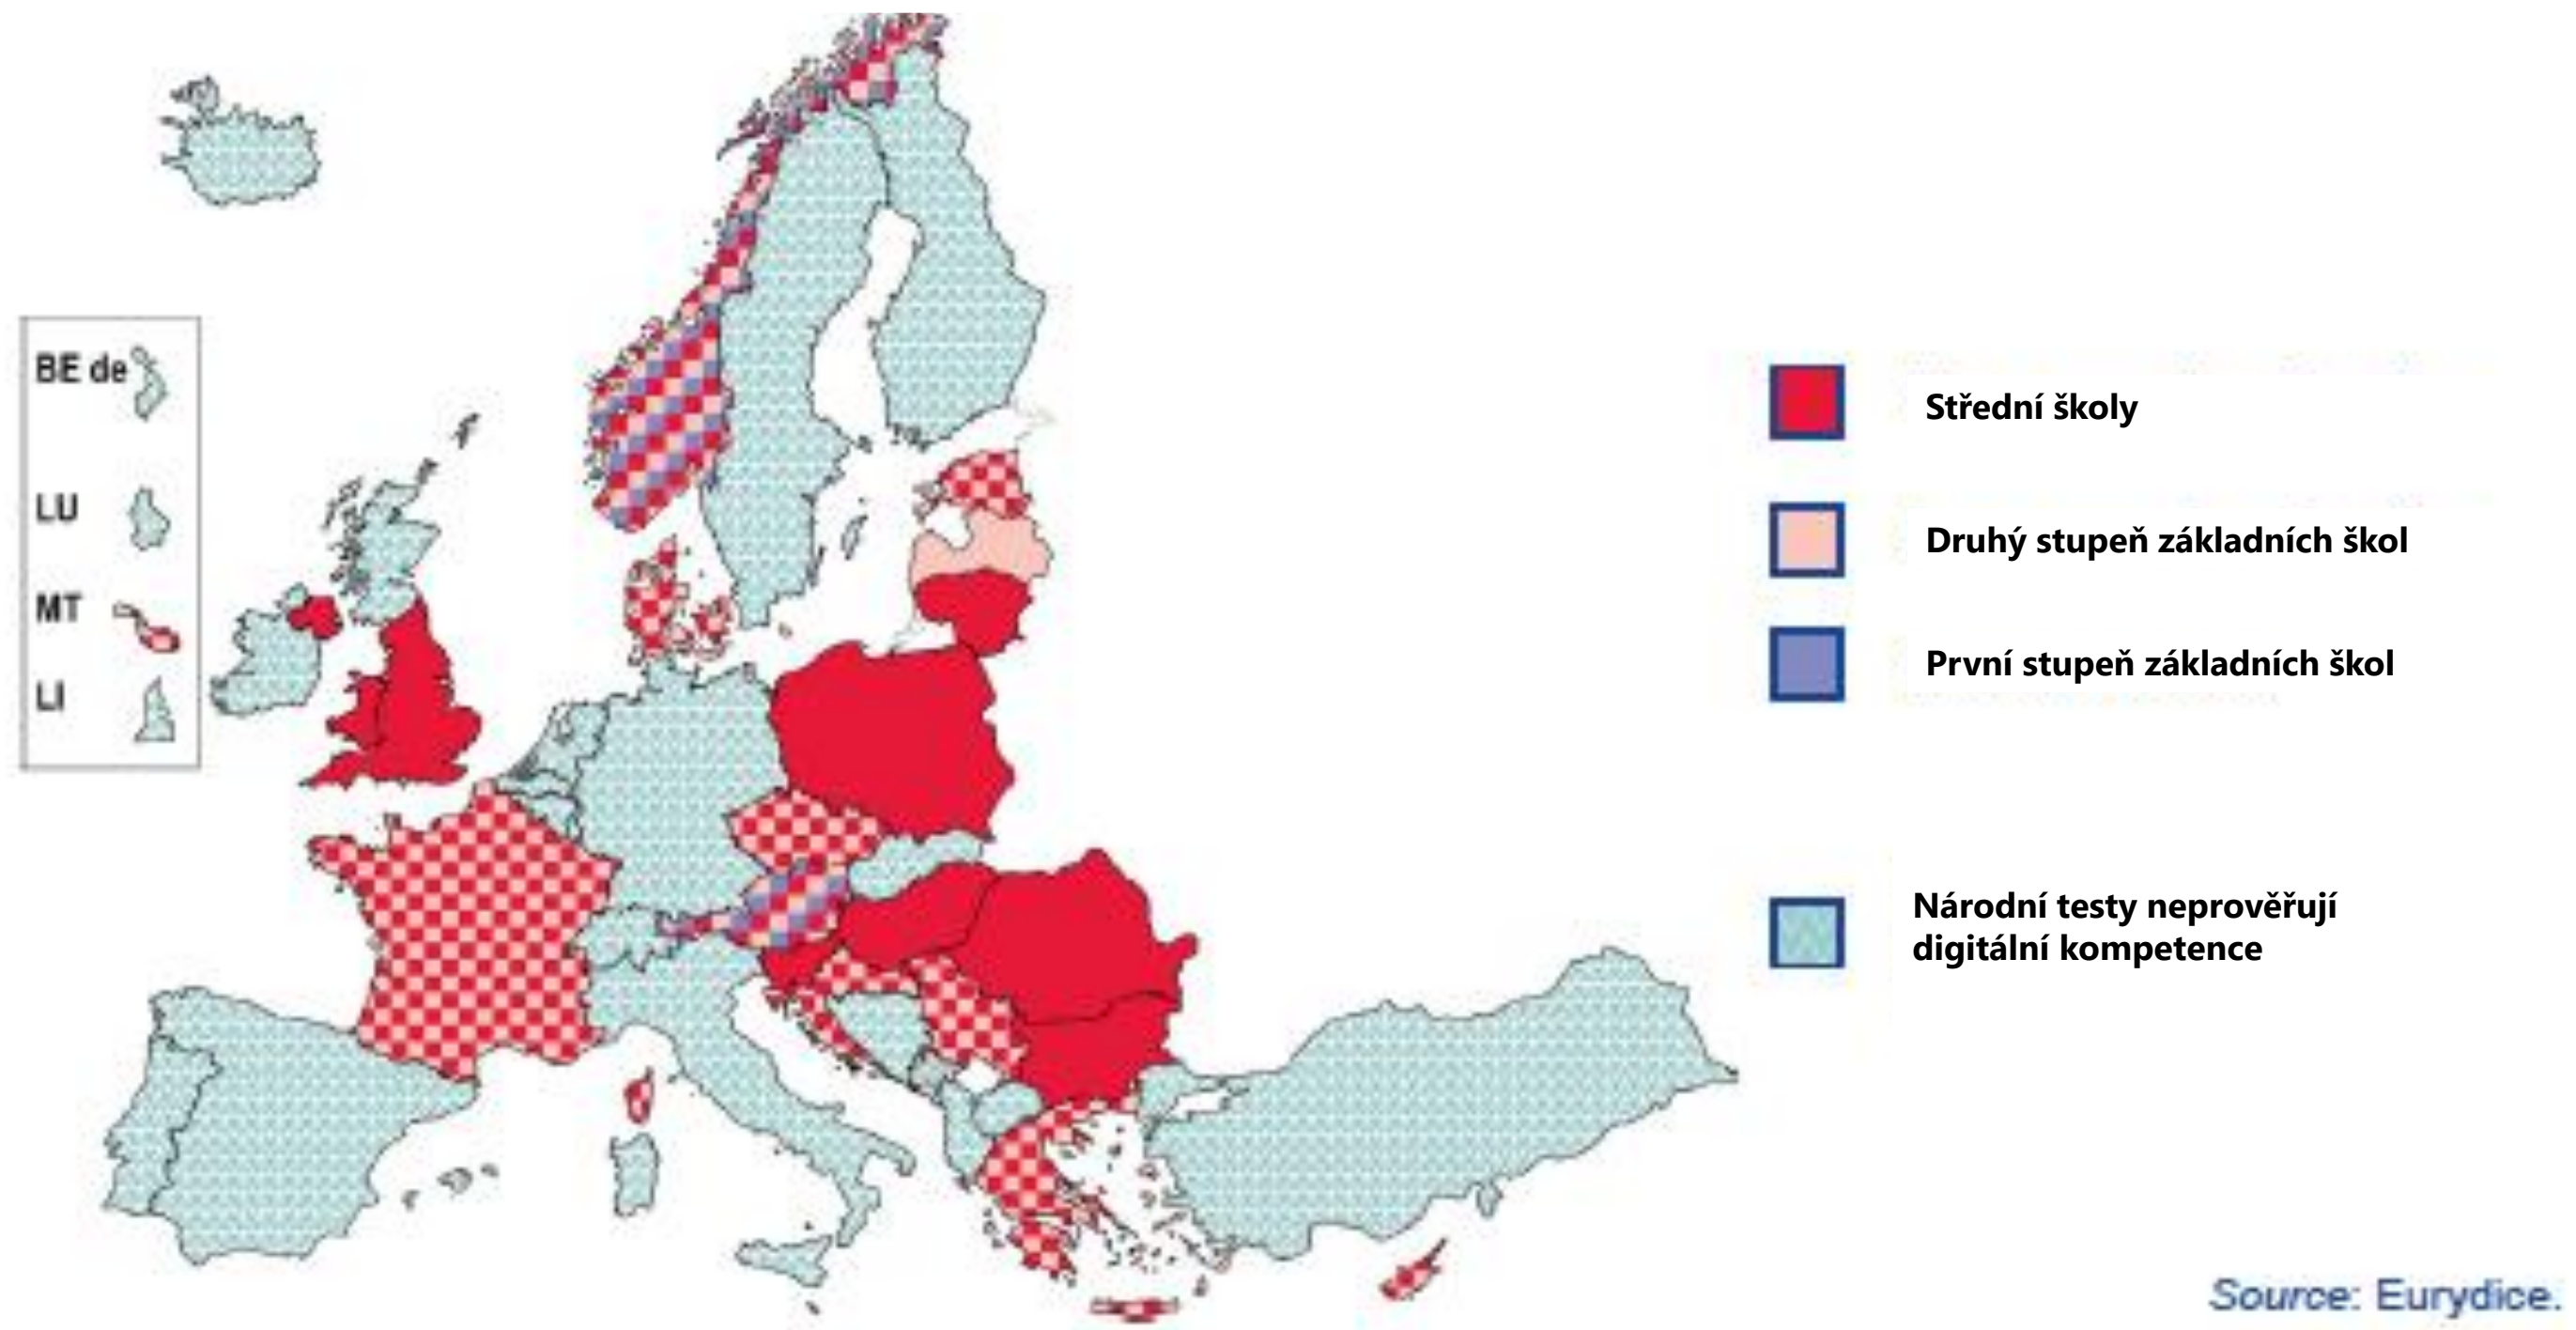 BE de
LU
MT
LI
Střední školy
Druhý stupeň základních škol
První stupeň základních škol
Národní testy neprověřují
digitální kompetence
Source: Eurydice.